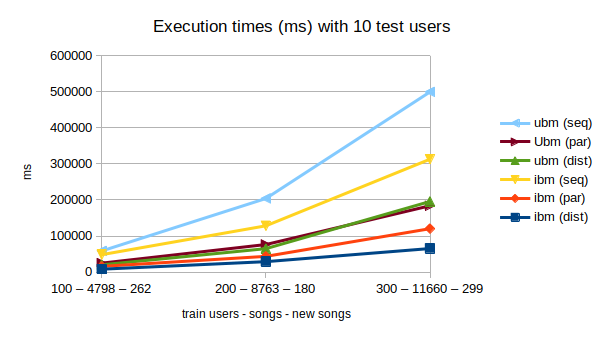 Execution times (ms) with 10 test users
600000
500000
400000
300000
200000
100000
0
ms
100 – 4798 – 262
200 – 8763 – 180
300 – 11660 – 299
train users - songs - new songs
ubm (seq)
Ubm (par)
ubm (dist)
ibm (seq)
ibm (par)
ibm (dist)